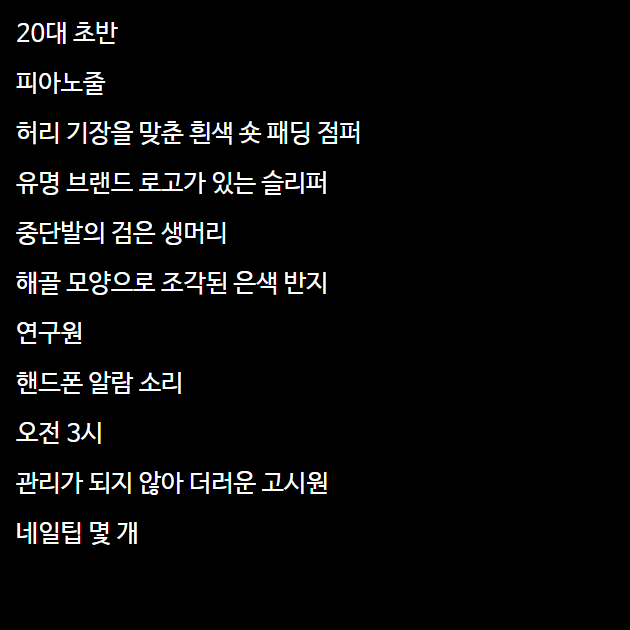 20대 초반
피아노줄
허리 기장을 맞춘 흰색 숏 패딩 점퍼
유명 브랜드 로고가 있는 슬리퍼
중단발의 검은 생머리
해골 모양으로 조각된 은색 반지
연구원
핸드폰 알람 소리
오전 3시
관리가 되지 않아 더러운 고시원
네일팁 몇 개